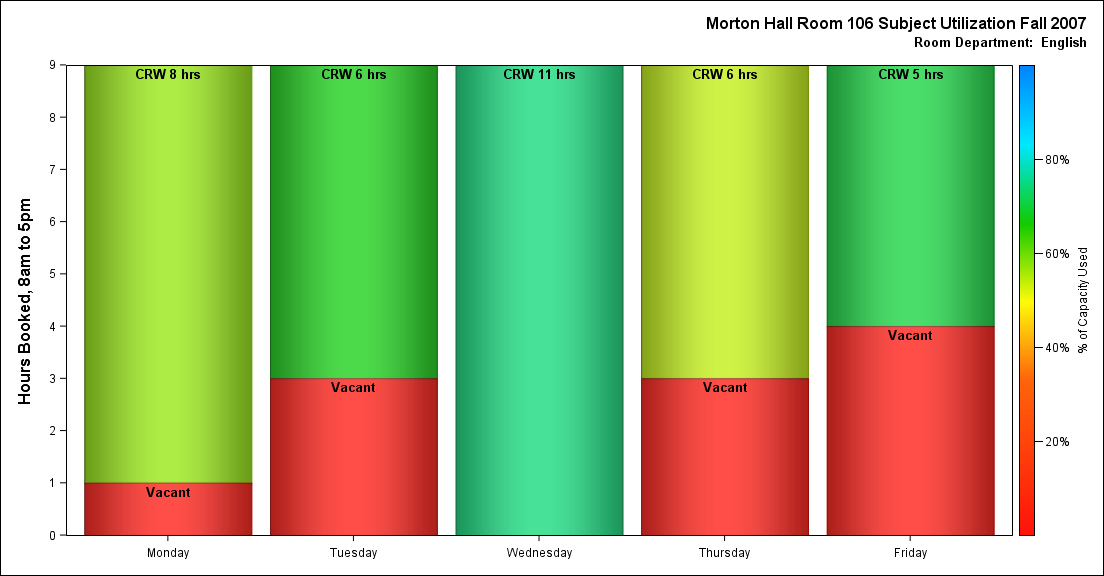 Morton Hall Room 106 Subject Utilization Fall 2007
Room Department: English
Hours Booked, 8am to 5pm
9
8
7
6
5
4
3
2
1
0
CRW 8 hrs
Vacant
CRW 6 hrs
Vacant
CRW 11 hrs
CRW 6 hrs
Vacant
CRW 5 hrs
Vacant
Monday
Tuesday
Wednesday
Thursday
Friday
80%
60%
40%
20%
% of Capacity Used